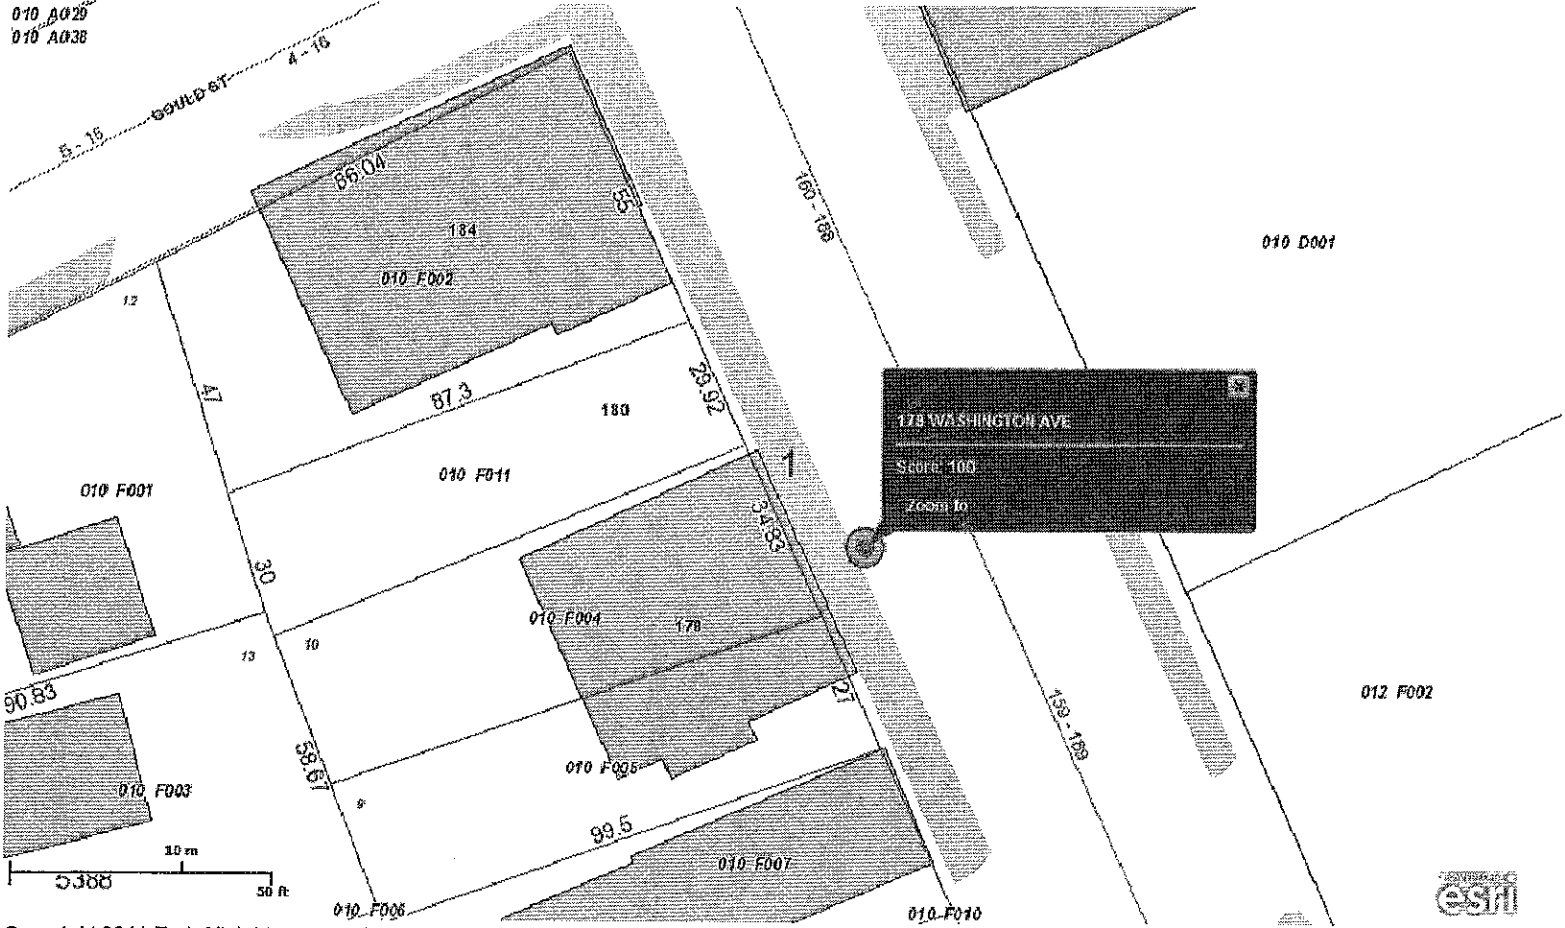 010 A029
010 A038
4 - 16
GOULD ST
5 - 15
86.04
55
184
010 F002
160 - 188
010 D001
12
47
87.3
29.92
180
178 WASHINGTON AVE
Score: 100
Zoom to
1
010 F011
010 F001
34.83
30
010 F004
178
10
13
90.83
27
012 F002
159 - 189
58.67
010 F005
010 F003
9
99.5
10 m
50 ft
010 F007
010 F006
010 F010
esri